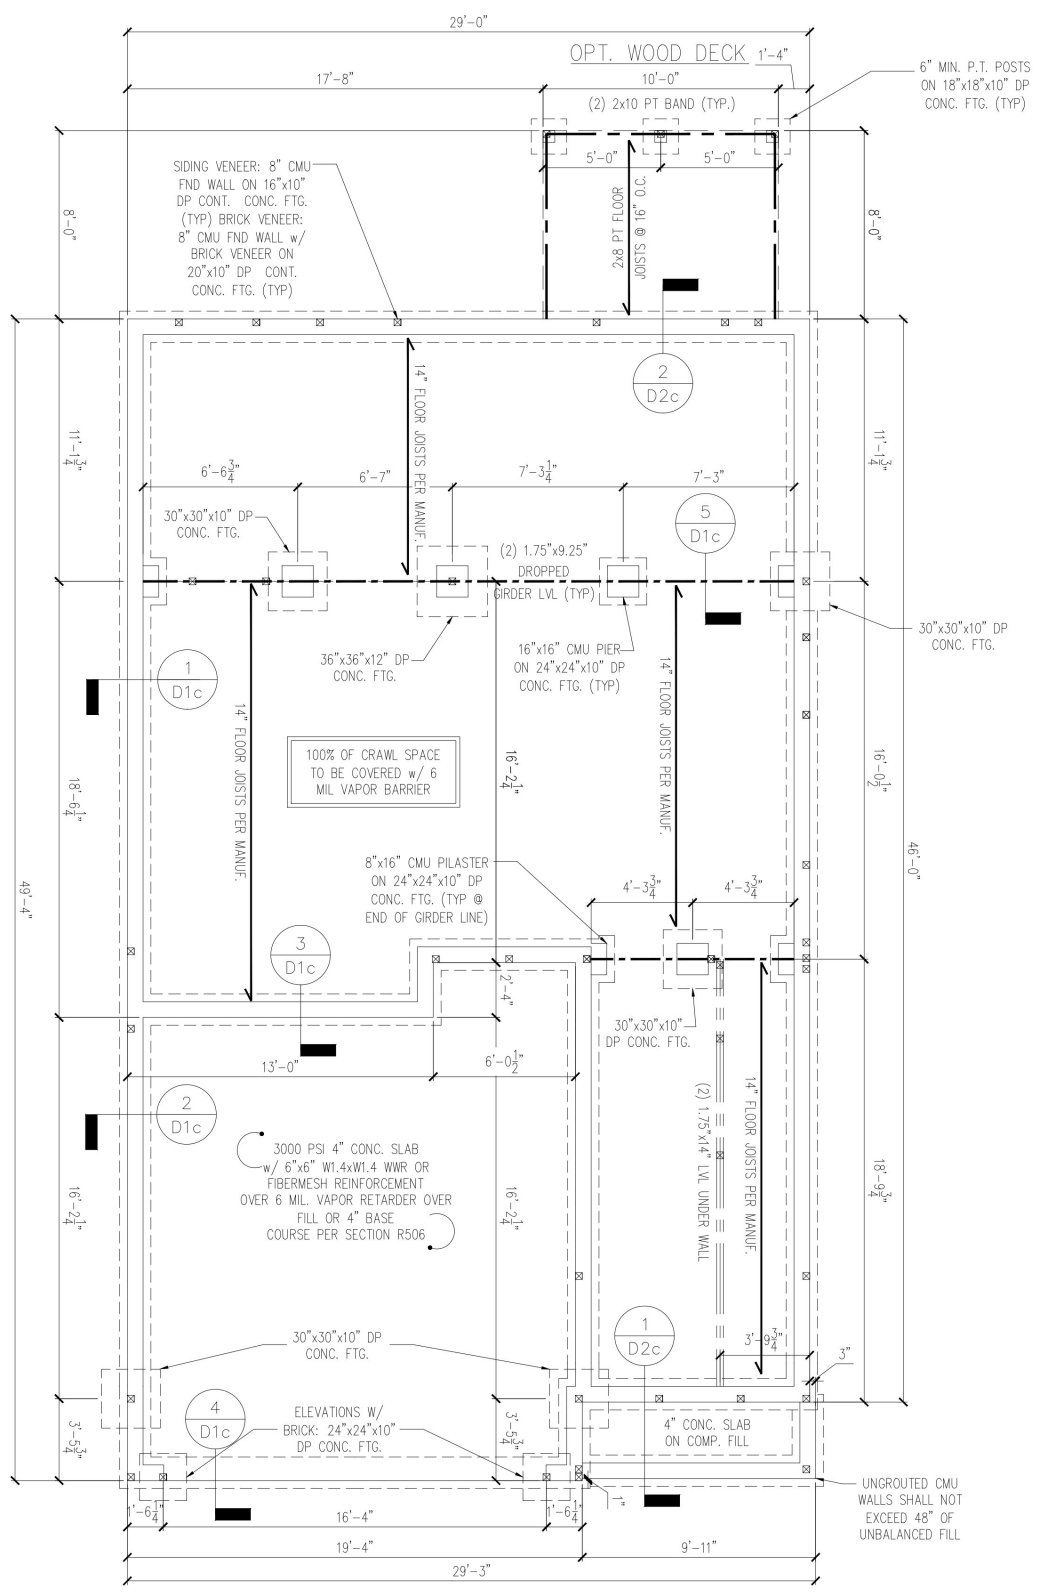 29'-0"
OPT. WOOD DECK
1'-4"
17'-8"
10'-0"
6" MIN. P.T. POSTS
ON 18"x18"x10" DP
CONC. FTG. (TYP)
(2) 2x10 PT BAND (TYP.)
5'-0"
5'-0"
SIDING VENEER: 8" CMU
FND WALL ON 16"x10"
DP CONT. CONC. FTG.
(TYP) BRICK VENEER:
8" CMU FND WALL w/
BRICK VENEER ON
20"x10" DP CONT.
CONC. FTG. (TYP)
8'-0"
2x8 PT FLOOR
JOISTS @ 16" O.C.
8'-0"
2
D2c
11'-1 3/4"
14" FLOOR JOISTS PER MANUF.
11'-1 3/4"
6'-6 3/4"
6'-7"
7'-3 1/4"
7'-3"
30"x30"x10" DP
CONC. FTG.
5
D1c
(2) 1.75"x9.25"
DROPPED
GIRDER LVL (TYP)
36"x36"x12" DP
CONC. FTG.
16"x16" CMU PIER
ON 24"x24"x10" DP
CONC. FTG. (TYP)
30"x30"x10" DP
CONC. FTG.
1
D1c
14" FLOOR JOISTS PER MANUF.
14" FLOOR JOISTS PER MANUF.
100% OF CRAWL SPACE
TO BE COVERED w/ 6
MIL VAPOR BARRIER
16'-2 1/4"
16'-0 1/2"
18'-6 1/4"
46'-0"
49'-4"
8"x16" CMU PILASTER
ON 24"x24"x10" DP
CONC. FTG. (TYP @
END OF GIRDER LINE)
4'-3 3/4"
4'-3 3/4"
3
D1c
2'-4"
30"x30"x10"
DP CONC. FTG.
13'-0"
6'-0 1/2"
2
D1c
(2) 1.75"x14" LVL UNDER WALL
14" FLOOR JOISTS PER MANUF.
3000 PSI 4" CONC. SLAB
w/ 6"x6" W1.4xW1.4 WWR OR
FIBERMESH REINFORCEMENT
OVER 6 MIL. VAPOR RETARDER OVER
FILL OR 4" BASE
COURSE PER SECTION R506
16'-2 1/4"
16'-2 1/4"
18'-9 3/4"
30"x30"x10" DP
CONC. FTG.
1
D2c
3'-9 3/4"
3"
4
D1c
ELEVATIONS W/
BRICK: 24"x24"x10"
DP CONC. FTG.
3'-5 3/4"
3'-5 3/4"
4" CONC. SLAB
ON COMP. FILL
UNGROUTED CMU
WALLS SHALL NOT
EXCEED 48" OF
UNBALANCED FILL
1"
1'-6 1/4"
16'-4"
1'-6 1/4"
19'-4"
9'-11"
29'-3"